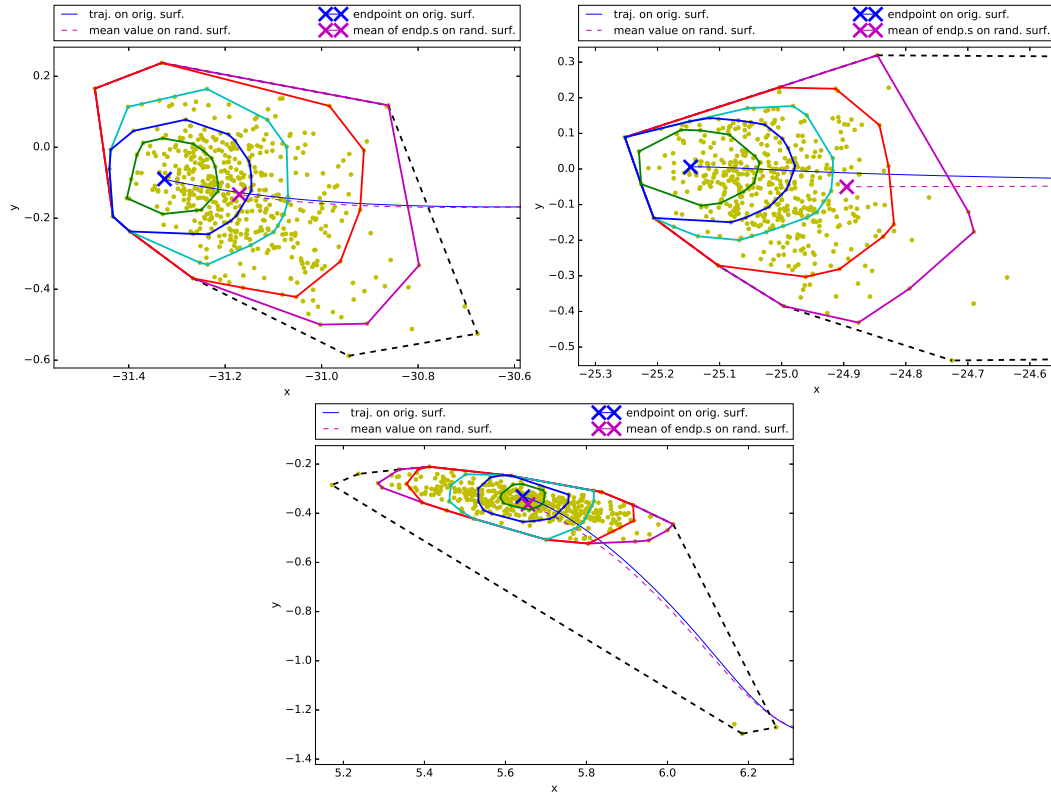 traj. on orig. surf.
endpoint on orig. surf.
mean value on rand. surf.
mean of endp.s on rand. surf.
0.2
0.0
−0.2
−0.4
−0.6
y
−31.4
−31.2
−31.0
−30.8
−30.6
x
traj. on orig. surf.
endpoint on orig. surf.
mean value on rand. surf.
mean of endp.s on rand. surf.
0.3
0.2
0.1
0.0
−0.1
−0.2
−0.3
−0.4
−0.5
y
−25.3
−25.2
−25.1
−25.0
−24.9
−24.8
−24.7
−24.6
x
traj. on orig. surf.
endpoint on orig. surf.
mean value on rand. surf.
mean of endp.s on rand. surf.
−0.2
−0.4
−0.6
−0.8
−1.0
−1.2
−1.4
y
5.2
5.4
5.6
5.8
6.0
6.2
x